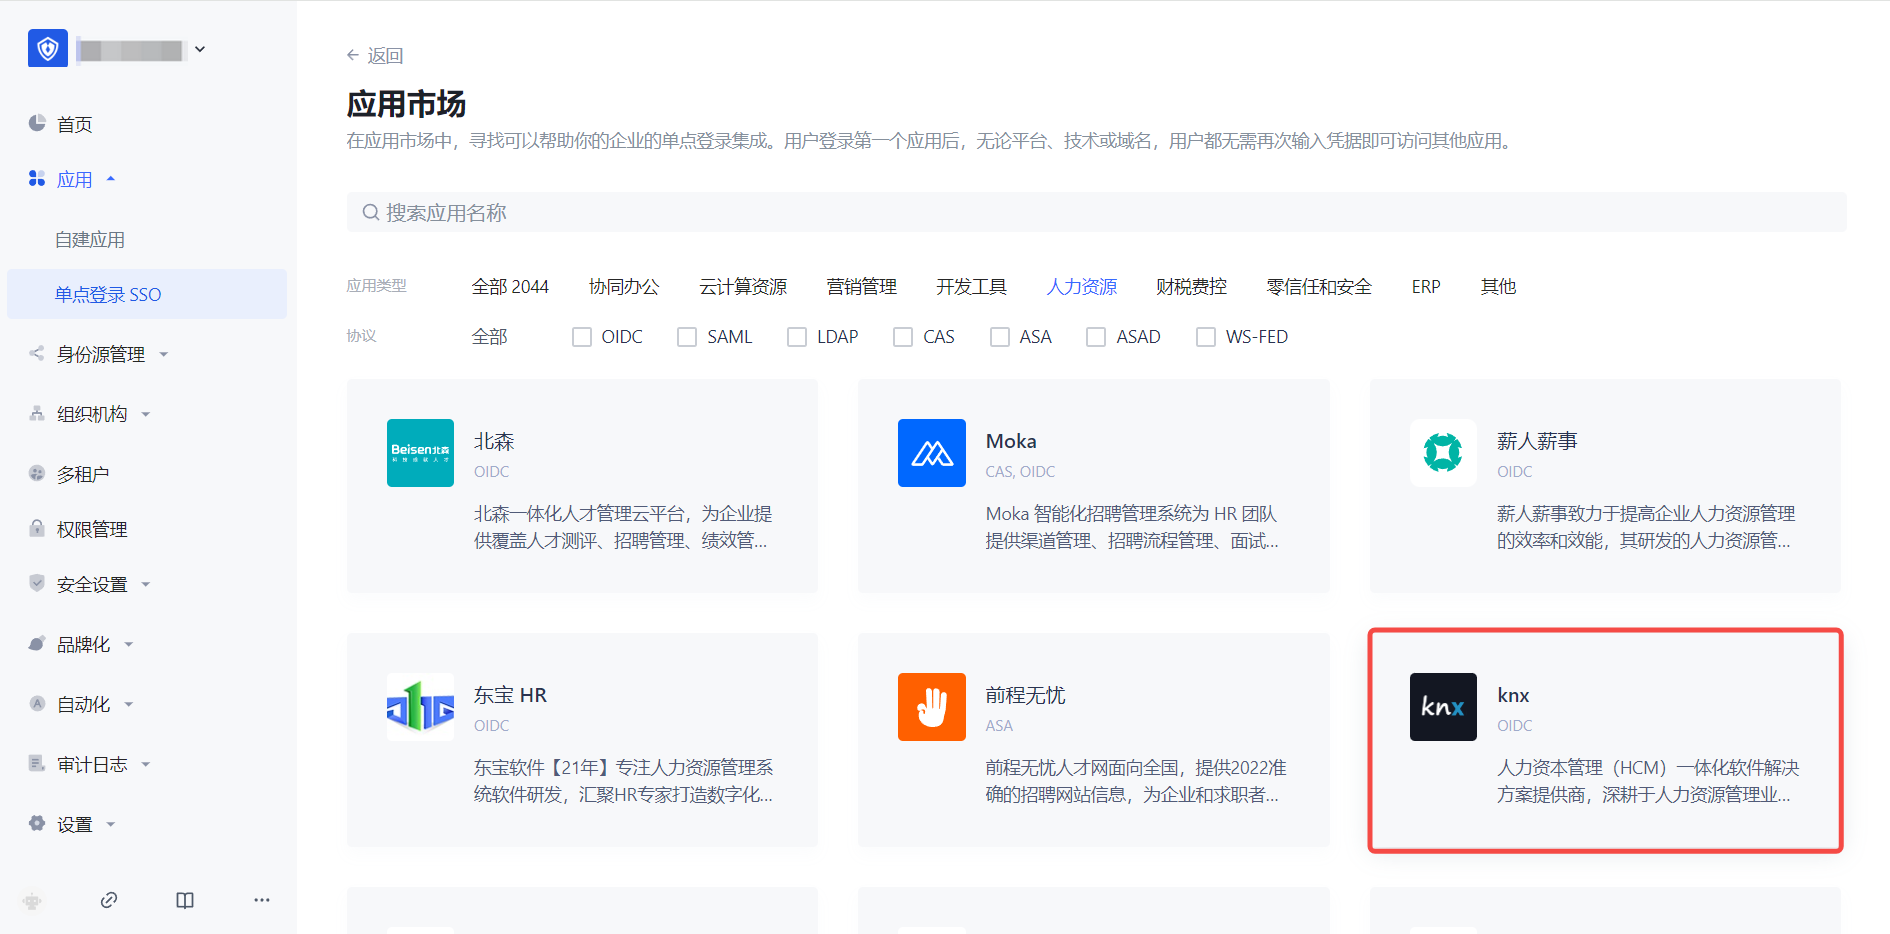 返回
应用市场
在应用市场中，寻找可以帮助你的企业的单点登录集成。用户登录第一个应用后，无论平台、技术或域名，用户都无需再次输入凭据即可访问其他应用。
搜索应用名称
首页
应用
自建应用
单点登录 SSO
身份源管理
组织机构
多租户
权限管理
安全设置
品牌化
自动化
审计日志
设置
应用类型 全部 2044 协同办公 云计算资源 营销管理 开发工具 人力资源 财税费控 零信任和安全 ERP 其他
协议 全部 OIDC SAML LDAP CAS ASA ASAD WS-FED
Beisen北森
北森
OIDC
北森一体化人才管理云平台，为企业提
供覆盖人才测评、招聘管理、绩效管...
Moka
CAS, OIDC
Moka 智能化招聘管理系统为 HR 团队
提供渠道管理、招聘流程管理、面试...
薪人薪事
OIDC
薪人薪事致力于提高企业人力资源管理
的效率和效能，其研发的人力资源管...
东宝 HR
OIDC
东宝软件【21年】专注人力资源管理系
统软件研发，汇聚HR专家打造数字化...
前程无忧
ASA
前程无忧人才网面向全国，提供2022准
确的招聘网站信息，为企业和求职者...
knx
knx
OIDC
人力资本管理（HCM）一体化软件解决
方案提供商，深耕于人力资源管理业...